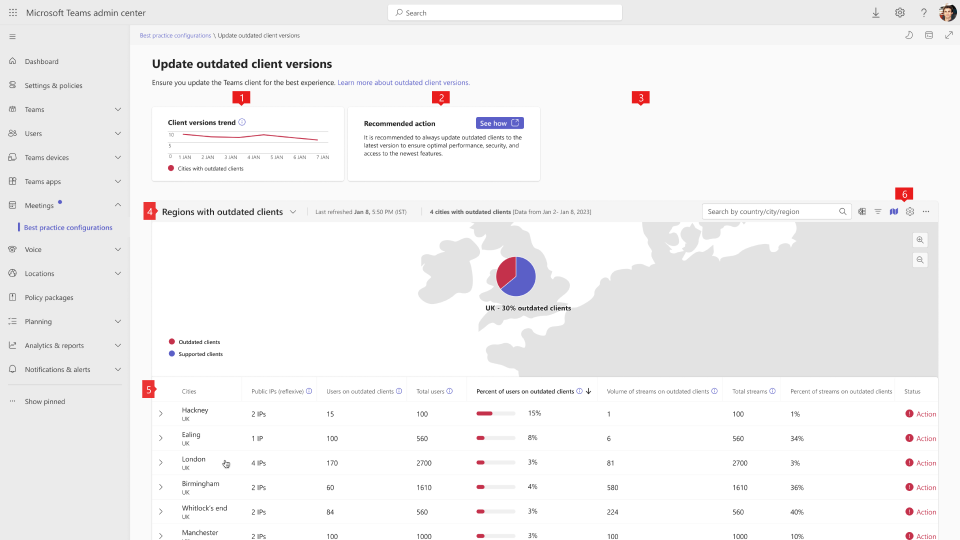 Microsoft Teams admin center
Search
?
Best practice configurations \ Update outdated client versions
Dashboard
Settings & policies
Teams
Users
Teams devices
Teams apps
Meetings
Best practice configurations
Voice
Locations
Policy packages
Planning
Analytics & reports
Notifications & alerts
Show pinned
Update outdated client versions
Ensure you update the Teams client for the best experience. Learn more about outdated client versions.
1
2
3
Client versions trend
10
5
0
1 JAN 2 JAN 3 JAN 4 JAN 5 JAN 6 JAN 7 JAN
Cities with outdated clients
Recommended action
See how
It is recommended to always update outdated clients to the
latest version to ensure optimal performance, security, and
access to the newest features.
6
4
Regions with outdated clients
Last refreshed Jan 8, 5:50 PM (IST)
4 cities with outdated clients (Data from Jan 2- Jan 8, 2023)
Search by country/city/region
UK - 30% outdated clients
Outdated clients
Supported clients
5
Cities Public IPs (reflexive) Users on outdated clients Total users Percent of users on outdated clients Volume of streams on outdated clients Total streams Percent of streams on outdated clients Status
Hackney
UK
2 IPs 15 100 15% 1 100 1% Action
Ealing
UK
1 IP 100 560 8% 6 560 34% Action
London
UK
4 IPs 170 2700 3% 81 2700 3% Action
Birmingham
UK
2 IPs 60 1610 4% 580 1610 36% Action
Whitlock's end
UK
2 IPs 84 560 3% 224 560 40% Action
Manchester
2 IPs 100 1000 3% 100 1000 10% Action